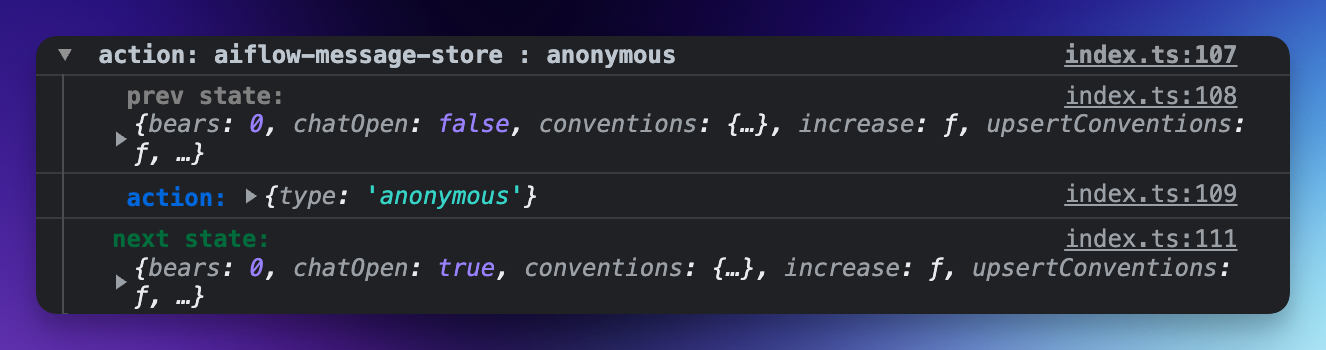 ▼ action: aiflow-message-store : anonymous index.ts:107
prev state: index.ts:108
▶ {bears: 0, chatOpen: false, conventions: {…}, increase: ƒ, upsertConventions:
ƒ, …}
action: ▶ {type: 'anonymous'} index.ts:109
next state: index.ts:111
▶ {bears: 0, chatOpen: true, conventions: {…}, increase: ƒ, upsertConventions:
ƒ, …}